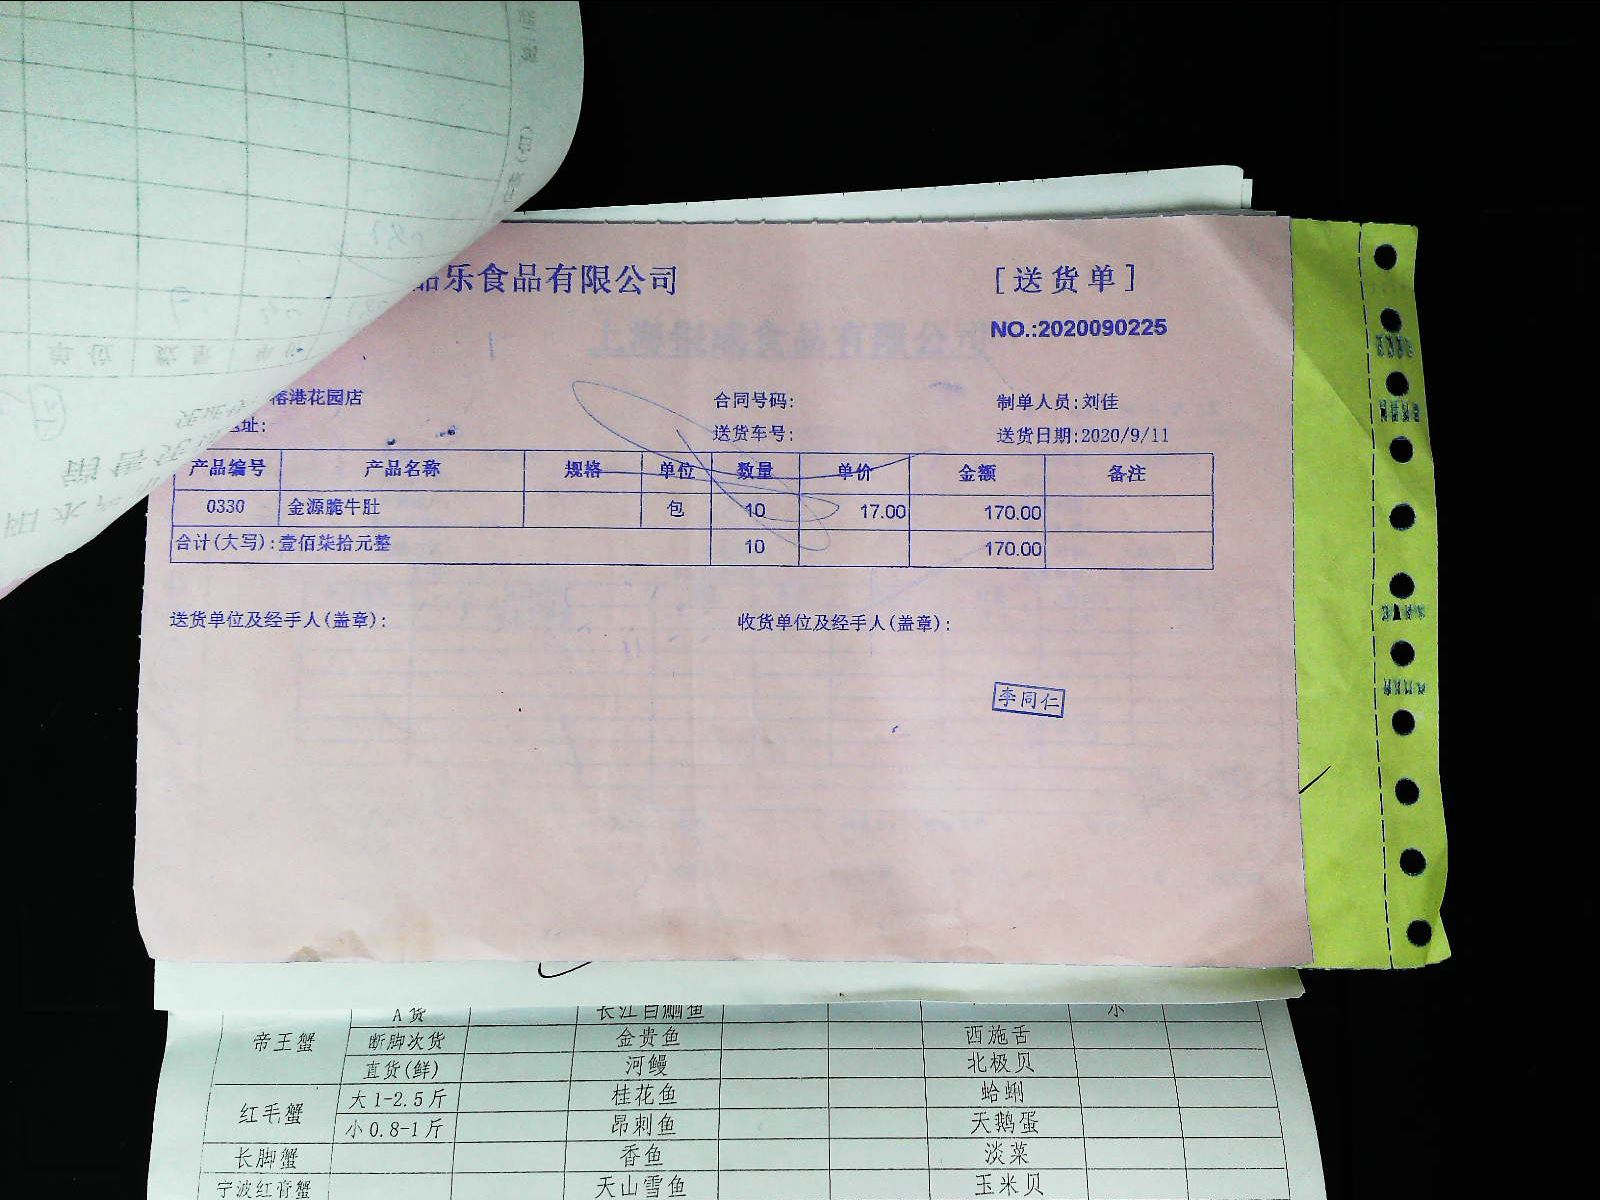 品乐食品有限公司
[送货单]
NO.:2020090225
港花园店
合同号码:
制单人员:刘佳
址:
送货车号:
送货日期:2020/9/11
产品编号 产品名称 规格 单位 数量 单价 金额 备注
0330 金源脆牛肚 包 10 17.00 170.00
合计(大写):壹佰柒拾元整 10 170.00
送货单位及经手人(盖章):
收货单位及经手人(盖章):
李同仁
A货 小
帝王蟹 断脚次货 金贵鱼 西施舌
直货(鲜) 河鳗 北极贝
红毛蟹 大1-2.5斤 桂花鱼 蛤蜊
小0.8-1斤 昂刺鱼 天鹅蛋
长脚蟹 香鱼 淡菜
宁波红膏蟹 天山雪鱼 玉米贝